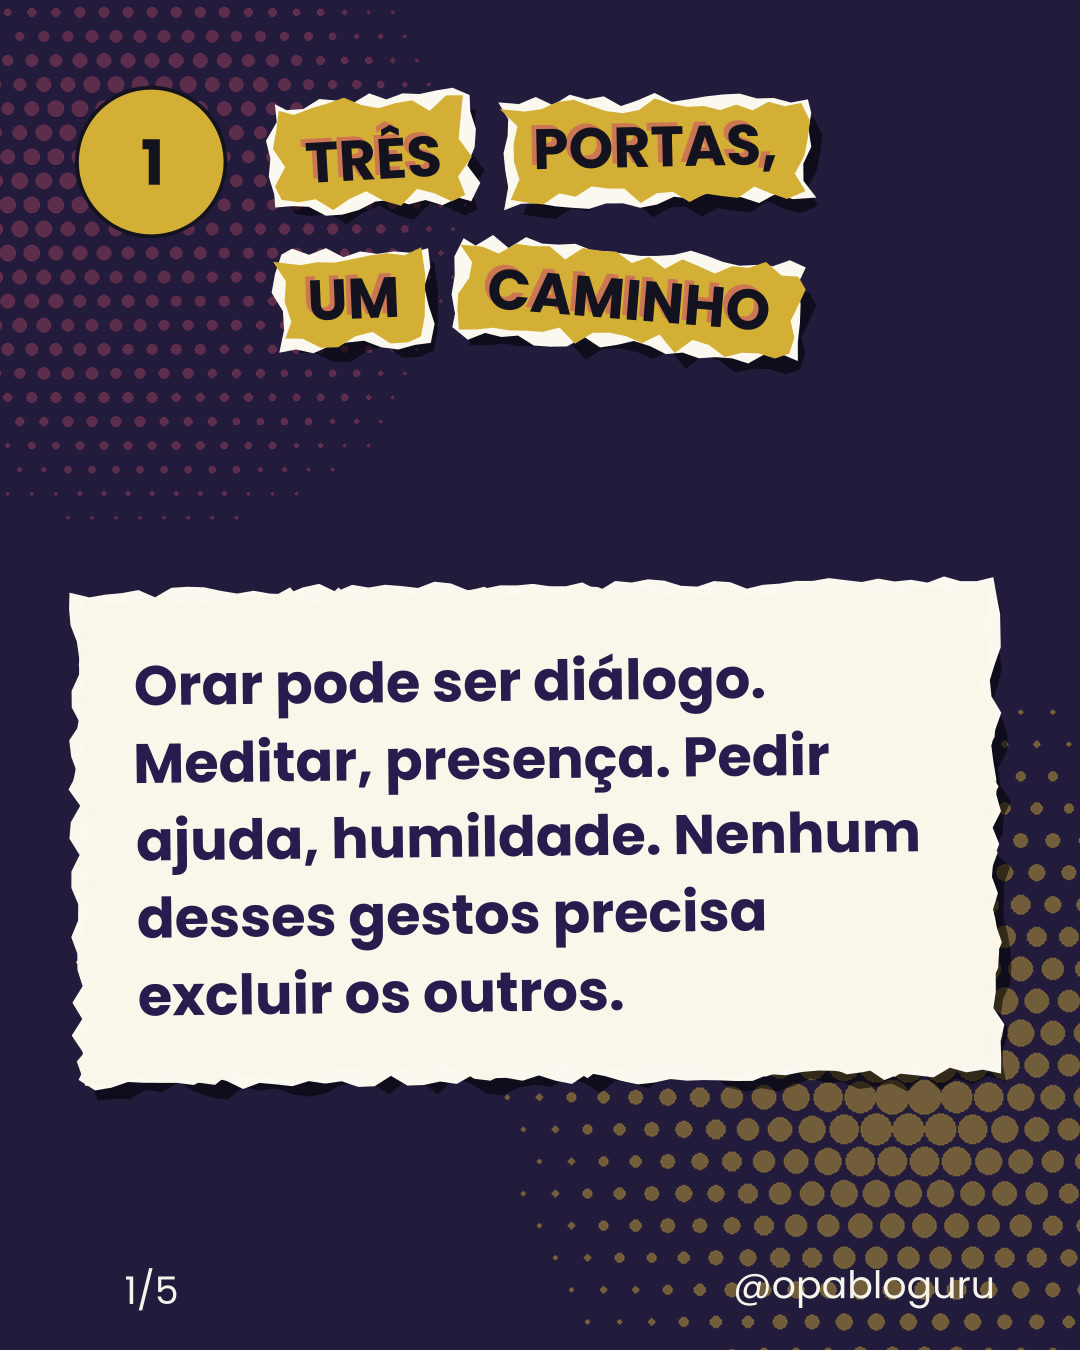 1
TRÊS PORTAS,
UM CAMINHO
Orar pode ser diálogo.
Meditar, presença. Pedir
ajuda, humildade. Nenhum
desses gestos precisa
excluir os outros.
1/5
@opabloguru